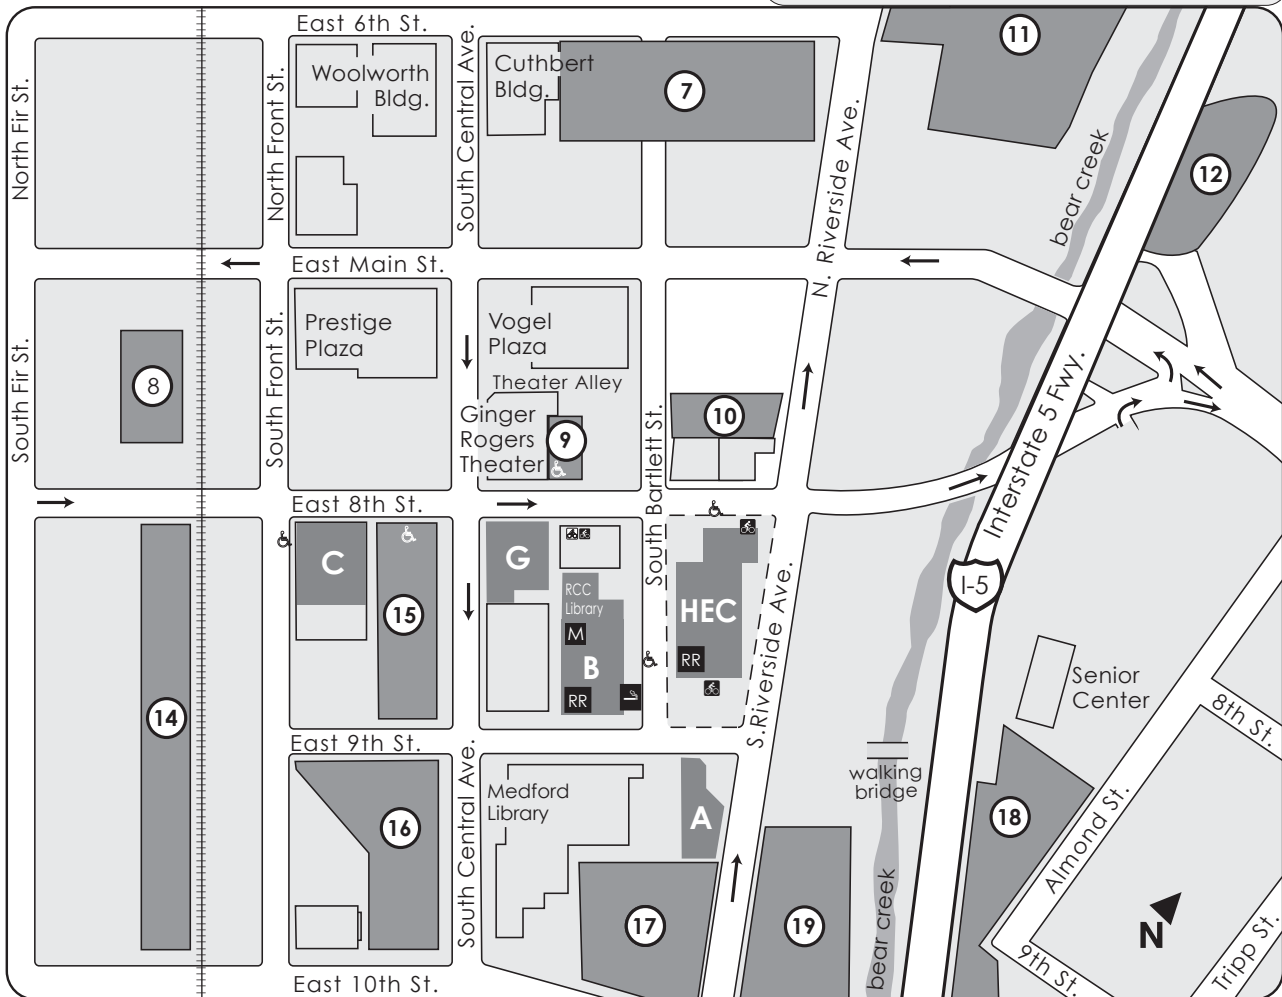 East 6th St.
11
Woolworth
Bldg.
Cuthbert
Bldg.
7
North Fir St.
North Front St.
South Central Ave.
N. Riverside Ave.
bear creek
12
East Main St.
Prestige
Plaza
Vogel
Plaza
Theater Alley
Ginger
Rogers
Theater
8
9
10
South Fir St.
South Front St.
South Bartlett St.
Interstate 5 Fwy.
East 8th St.
C
15
G
RCC
Library
M
B
RR
HEC
RR
I-5
S.Riverside Ave.
Senior
Center
8th St.
14
East 9th St.
South Central Ave.
Medford
Library
A
walking
bridge
16
17
19
18
Almond St.
bear creek
N
9th St.
Tripp St.
East 10th St.